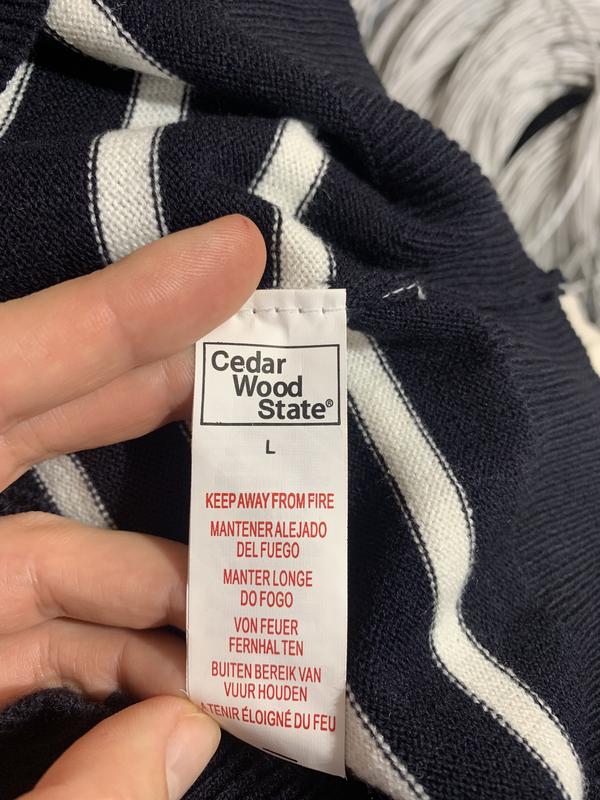 Cedar
Wood
State®
L
KEEP AWAY FROM FIRE
MANTENER ALEJADO
DEL FUEGO
MANTER LONGE
DO FOGO
VON FEUER
FERNHALTEN
BUITEN BEREIK VAN
VUUR HOUDEN
A TENIR ÉLOIGNÉ DU FEU